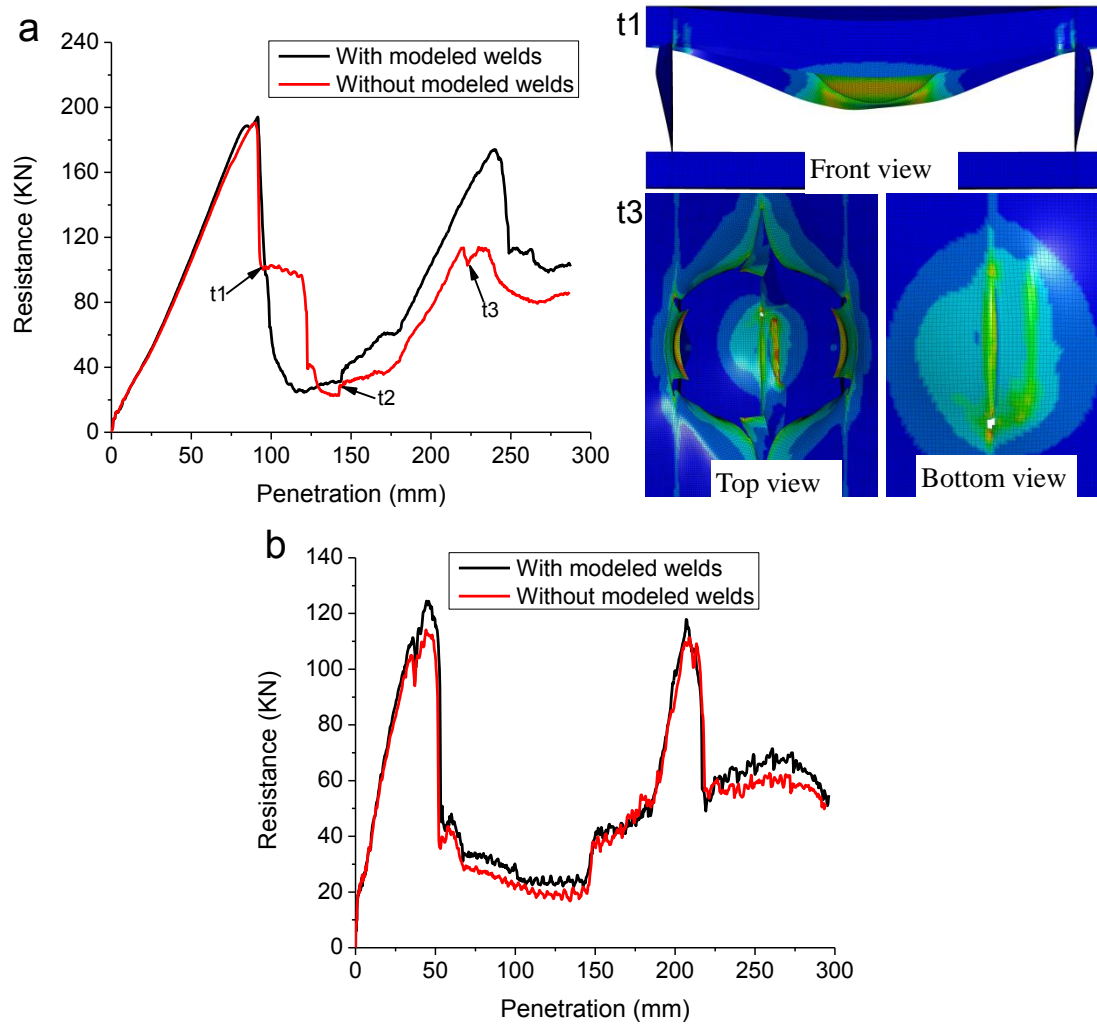 a
240
200
160
120
80
40
0
Resistance (KN)
With modeled welds
Without modeled welds
t1
t2
t3
0 50 100 150 200 250 300
Penetration (mm)
t1
Front view
t3
Top view
Bottom view
b
140
120
100
80
60
40
20
0
Resistance (KN)
With modeled welds
Without modeled welds
0 50 100 150 200 250 300
Penetration (mm)